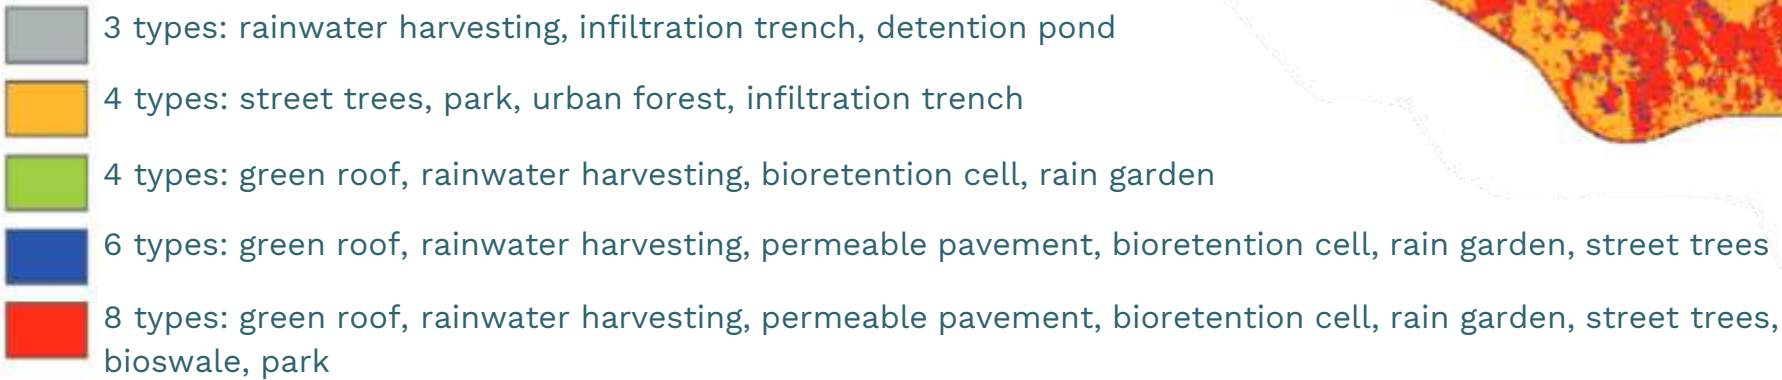 3 types: rainwater harvesting, infiltration trench, detention pond
4 types: street trees, park, urban forest, infiltration trench
4 types: green roof, rainwater harvesting, bioretention cell, rain garden
6 types: green roof, rainwater harvesting, permeable pavement, bioretention cell, rain garden, street trees
8 types: green roof, rainwater harvesting, permeable pavement, bioretention cell, rain garden, street trees,
bioswale, park